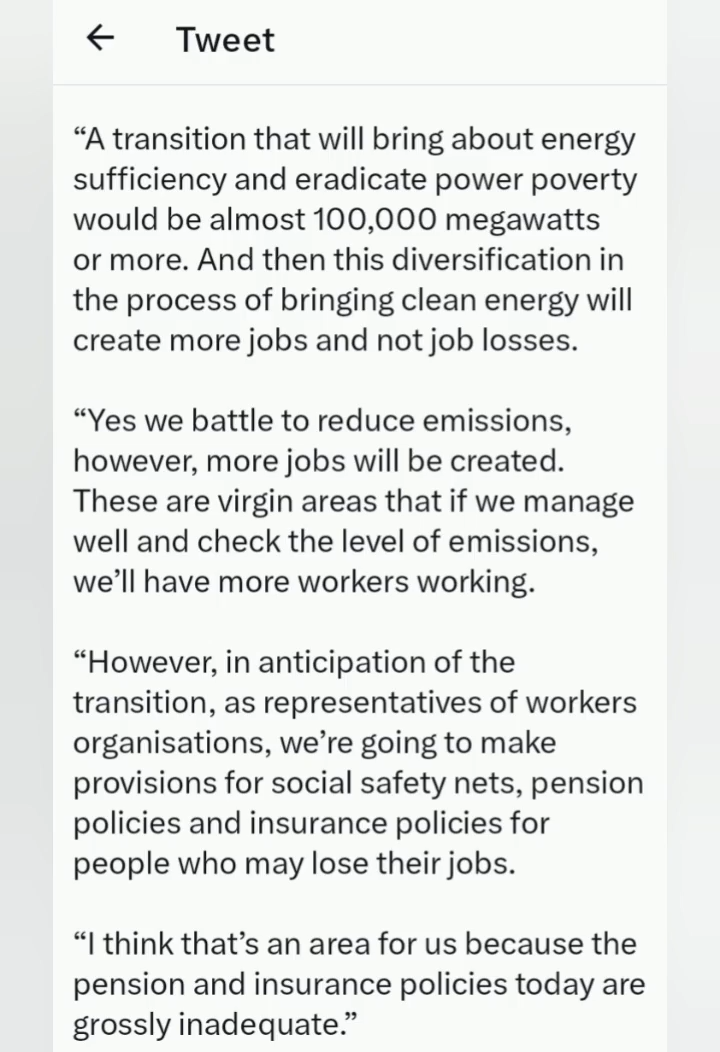 Tweet
“A transition that will bring about energy
sufficiency and eradicate power poverty
would be almost 100,000 megawatts
or more. And then this diversification in
the process of bringing clean energy will
create more jobs and not job losses.
“Yes we battle to reduce emissions,
however, more jobs will be created.
These are virgin areas that if we manage
well and check the level of emissions,
we’ll have more workers working.
“However, in anticipation of the
transition, as representatives of workers
organisations, we’re going to make
provisions for social safety nets, pension
policies and insurance policies for
people who may lose their jobs.
“I think that’s an area for us because the
pension and insurance policies today are
grossly inadequate.”